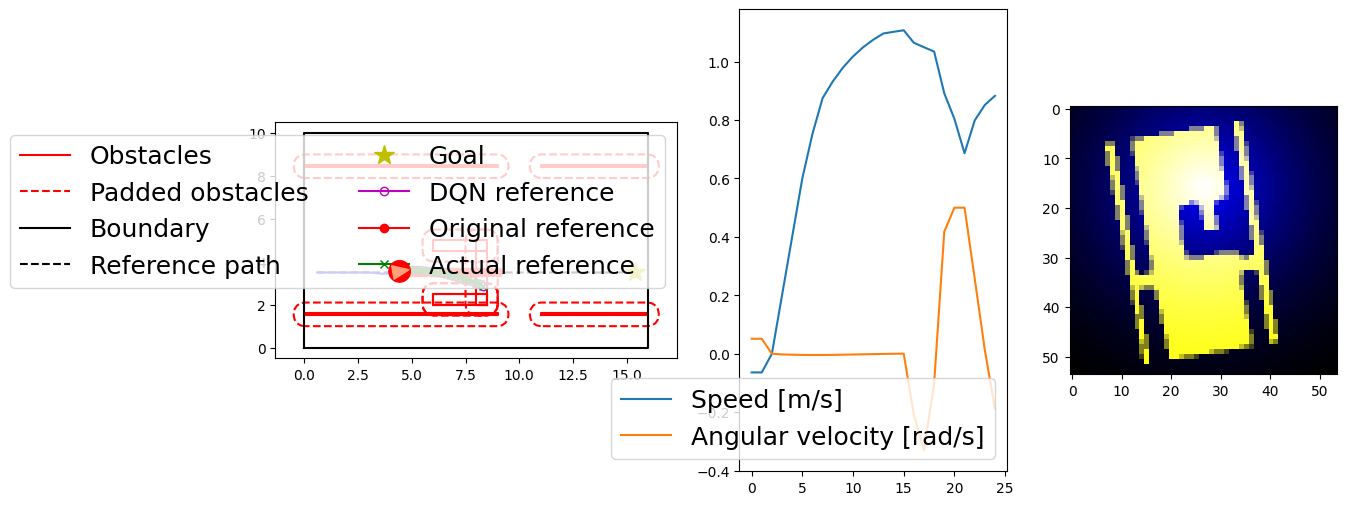 Obstacles
Padded obstacles
Boundary
Reference path
Goal
DQN reference
Original reference
Actual reference
10
8
6
4
2
0
0.0 2.5 5.0 7.5 10.0 12.5 15.0
1.0
0.8
0.6
0.4
0.2
0.0
−0.2
−0.4
0 5 10 15 20 25
Speed [m/s]
Angular velocity [rad/s]
0
10
20
30
40
50
0 10 20 30 40 50